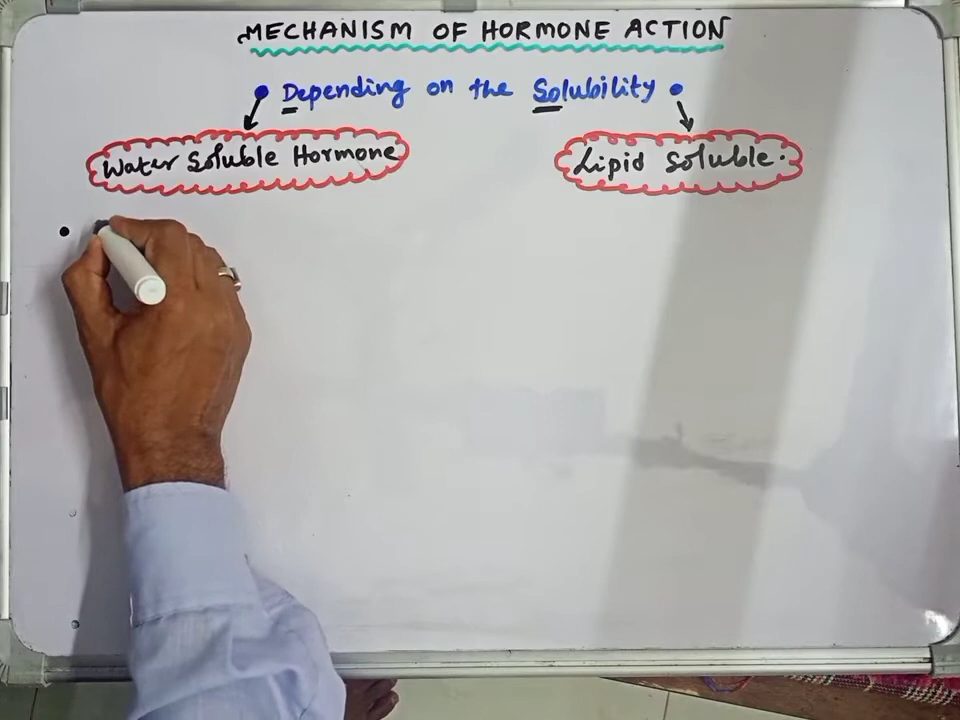 MECHANISM OF HORMONE ACTION
• Depending on the Solubility •
Water Soluble Hormone
Lipid Soluble.
•